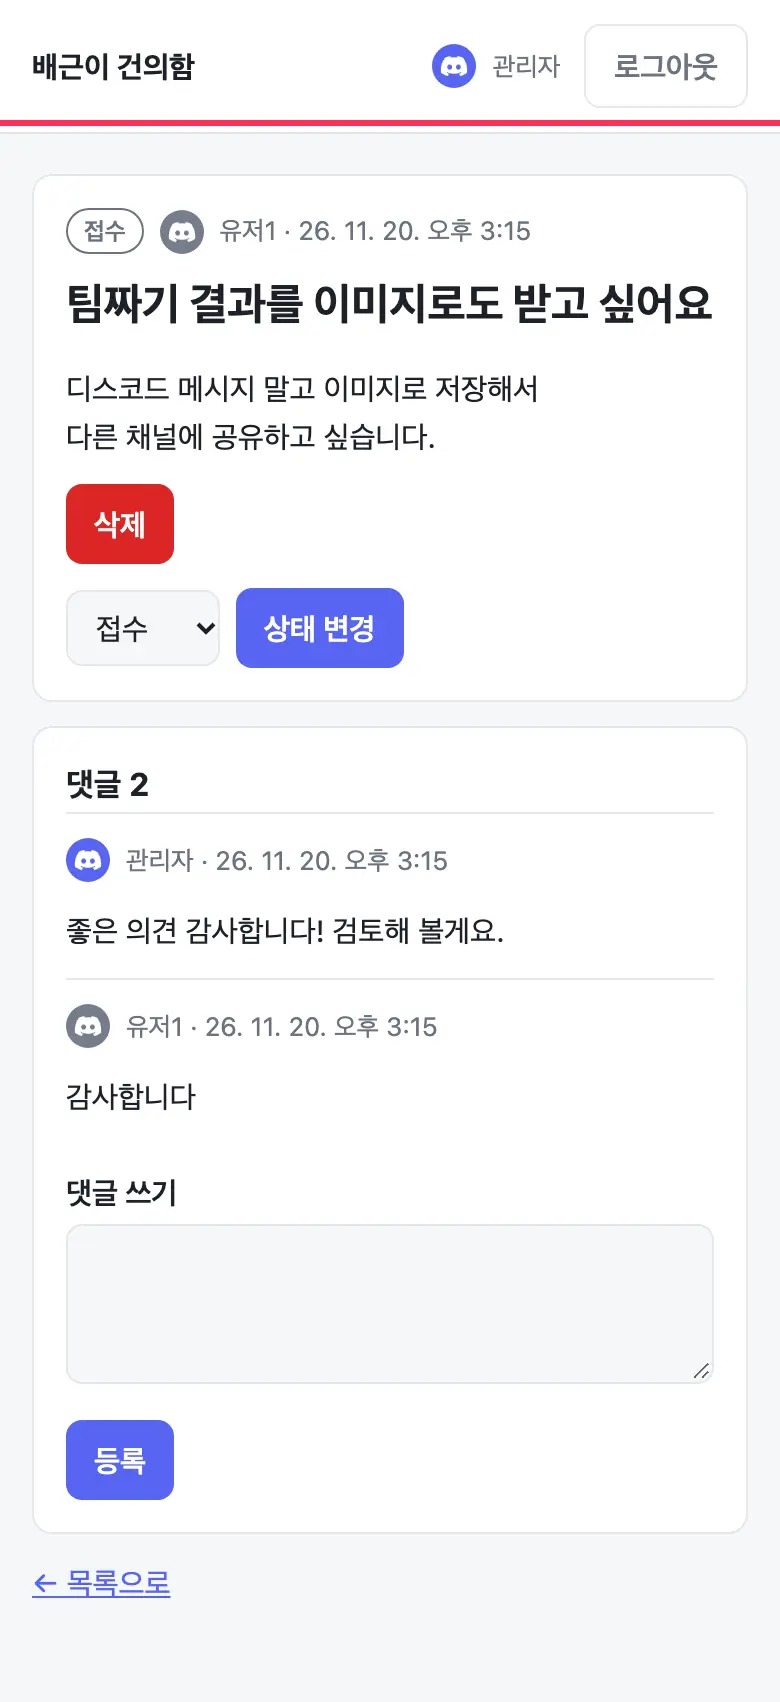 배근이 건의함
관리자
로그아웃
접수 유저1 · 26. 11. 20. 오후 3:15
팀짜기 결과를 이미지로도 받고 싶어요
디스코드 메시지 말고 이미지로 저장해서
다른 채널에 공유하고 싶습니다.
삭제
접수 상태 변경
댓글 2
관리자 · 26. 11. 20. 오후 3:15
좋은 의견 감사합니다! 검토해 볼게요.
유저1 · 26. 11. 20. 오후 3:15
감사합니다
댓글 쓰기
등록
← 목록으로